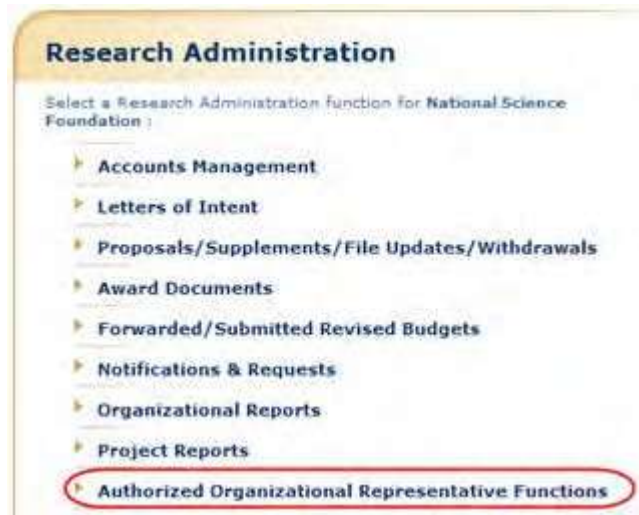 Research Administration
Select a Research Administration function for National Science
Foundation :
Accounts Management
Letters of Intent
Proposals/Supplements/File Updates/Withdrawals
Award Documents
Forwarded/Submitted Revised Budgets
Notifications & Requests
Organizational Reports
Project Reports
Authorized Organizational Representative Functions